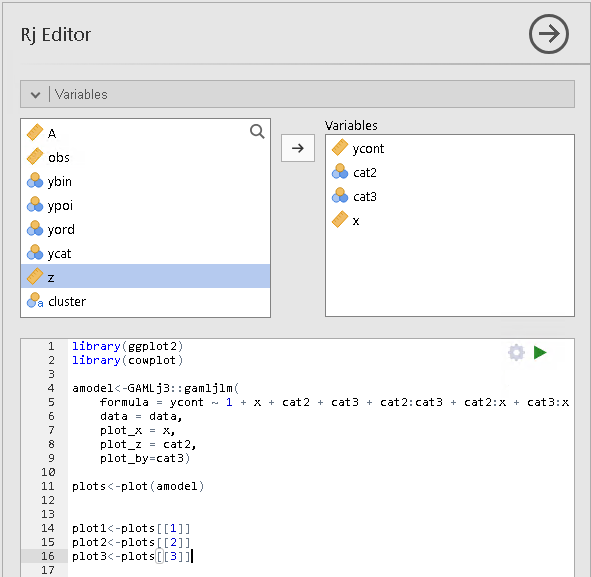 Rj Editor
Variables
A
obs
ybin
ypoi
yord
ycat
z
cluster
Variables
ycont
cat2
cat3
x
1 library(ggplot2)
2 library(cowplot)
3
4 amodel<-GAMLj3::gamljlm(
5 formula = ycont ~ 1 + x + cat2 + cat3 + cat2:cat3 + cat2:x + cat3:x
6 data = data,
7 plot_x = x,
8 plot_z = cat2,
9 plot_by=cat3)
10
11 plots<-plot(amodel)
12
13
14 plot1<-plots[[1]]
15 plot2<-plots[[2]]
16 plot3<-plots[[3]]
17